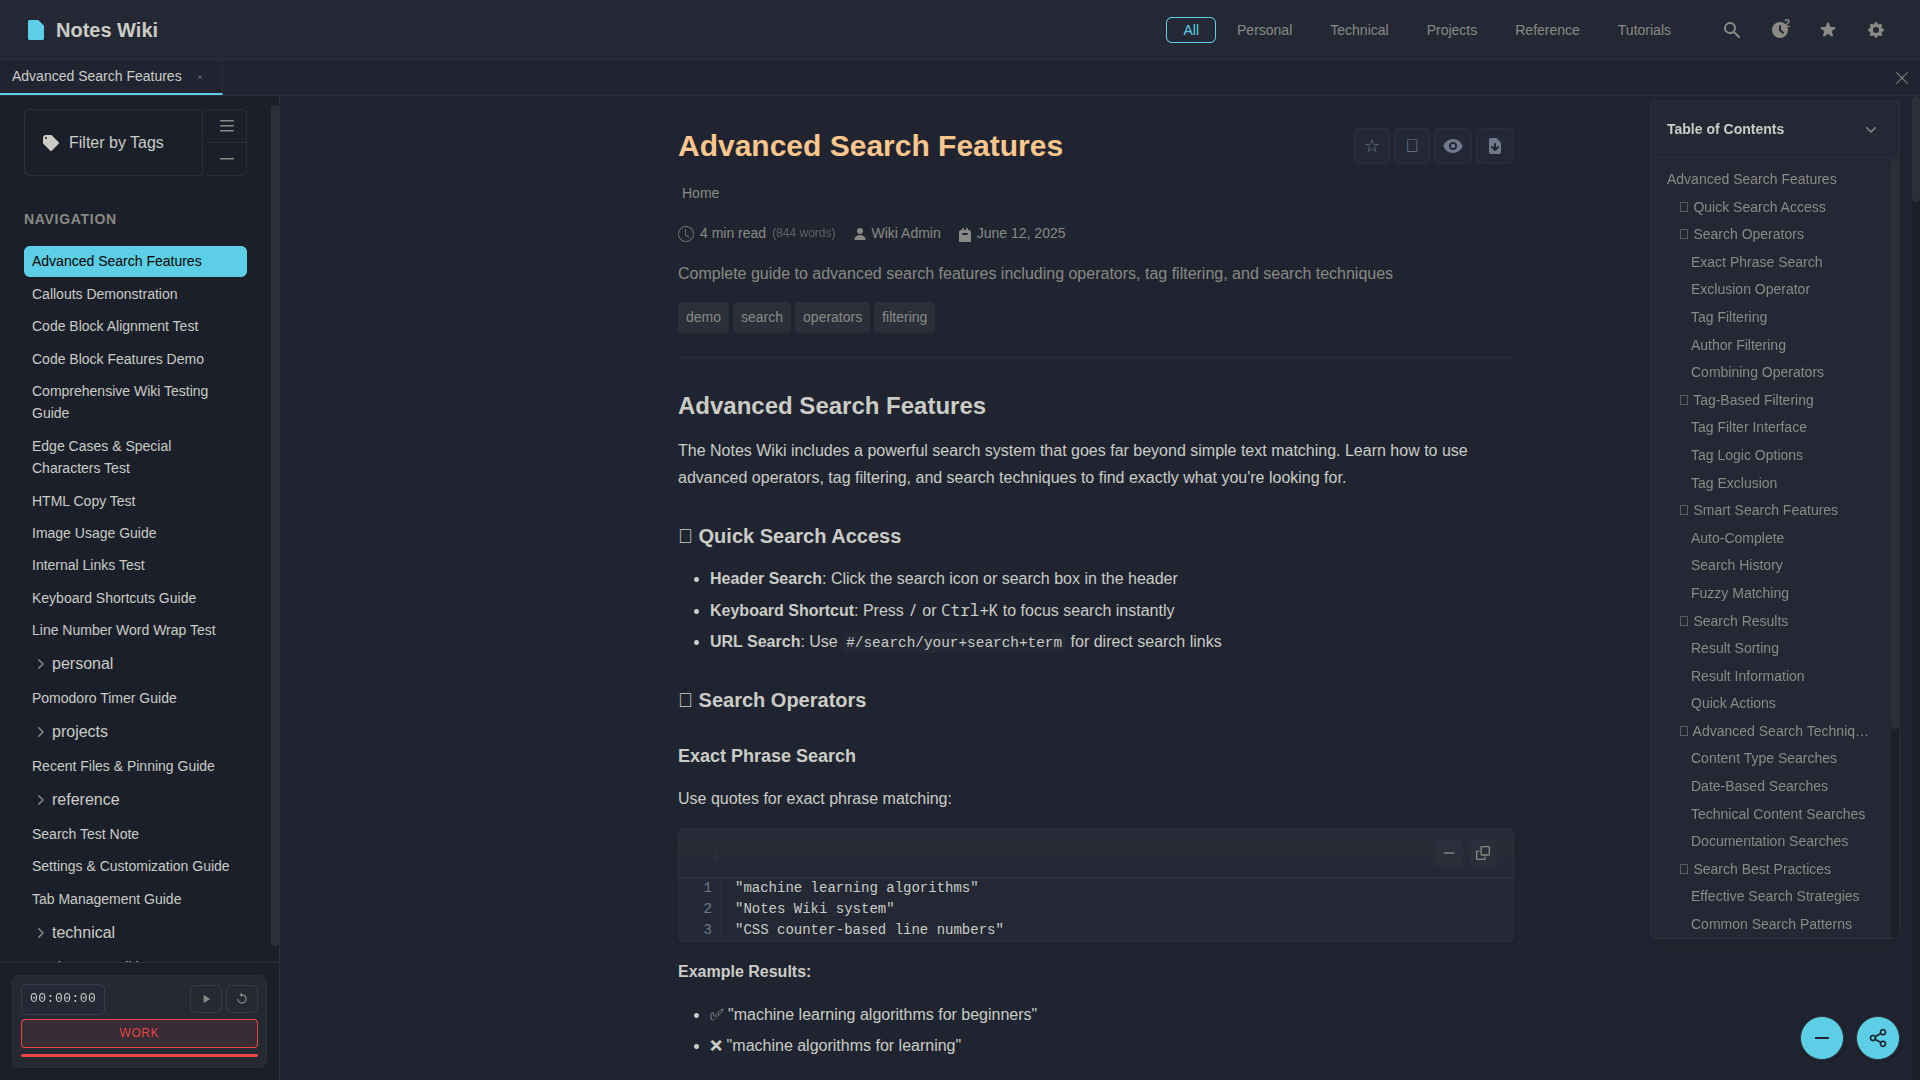 Notes Wiki
All
Personal
Technical
Projects
Reference
Tutorials
2
Advanced Search Features ×
Filter by Tags
NAVIGATION
Advanced Search Features
Callouts Demonstration
Code Block Alignment Test
Code Block Features Demo
Comprehensive Wiki Testing
Guide
Edge Cases & Special
Characters Test
HTML Copy Test
Image Usage Guide
Internal Links Test
Keyboard Shortcuts Guide
Line Number Word Wrap Test
personal
Pomodoro Timer Guide
projects
Recent Files & Pinning Guide
reference
Search Test Note
Settings & Customization Guide
Tab Management Guide
technical
00:00:00
WORK
Advanced Search Features
Home
4 min read (844 words)
Wiki Admin
June 12, 2025
Complete guide to advanced search features including operators, tag filtering, and search techniques
demo
search
operators
filtering
Advanced Search Features
The Notes Wiki includes a powerful search system that goes far beyond simple text matching. Learn how to use
advanced operators, tag filtering, and search techniques to find exactly what you're looking for.
Quick Search Access
• Header Search: Click the search icon or search box in the header
• Keyboard Shortcut: Press / or Ctrl+K to focus search instantly
• URL Search: Use #/search/your+search+term for direct search links
Search Operators
Exact Phrase Search
Use quotes for exact phrase matching:
1 "machine learning algorithms"
2 "Notes Wiki system"
3 "CSS counter-based line numbers"
Example Results:
• ✅ "machine learning algorithms for beginners"
• ❌ "machine algorithms for learning"
Table of Contents
Advanced Search Features
Quick Search Access
Search Operators
Exact Phrase Search
Exclusion Operator
Tag Filtering
Author Filtering
Combining Operators
Tag-Based Filtering
Tag Filter Interface
Tag Logic Options
Tag Exclusion
Smart Search Features
Auto-Complete
Search History
Fuzzy Matching
Search Results
Result Sorting
Result Information
Quick Actions
Advanced Search Techniq…
Content Type Searches
Date-Based Searches
Technical Content Searches
Documentation Searches
Search Best Practices
Effective Search Strategies
Common Search Patterns